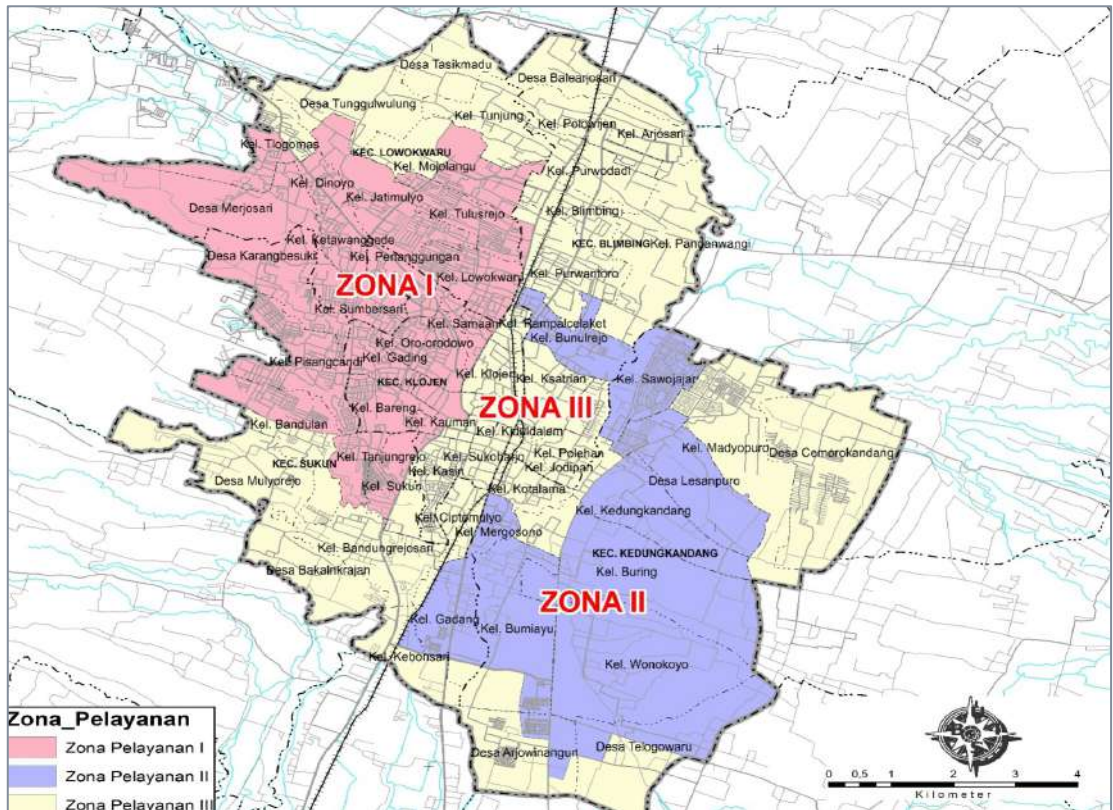 Desa Tasikmadu
Desa Balearjosari
Desa Tunggulwulung
Kel. Tunjung
Kel. Polowijen
Kel. Arjosari
Kel. Tlogomas
KEC. LOWOKWARU
Kel. Mojolangu
Kel. Purwodadi
Kel. Dinoyo
Kel. Jatimulyo
Desa Merjosari
Kel. Tulusrejo
Kel. Blimbing
Kel. Ketawanggede
KEC. BLIMBING
Kel. Pandanwangi
Desa Karangbesuki
Kel. Penanggungan
Kel. Lowokwaru
Kel. Purwantoro
ZONA I
Kel. Sumbersari
Kel. Samaan
Kel. Rampalcelaket
Kel. Oro-orodowo
Kel. Bunulrejo
Kel. Pisangcandi
Kel. Gading
Kel. Klojen
Kel. Ksatrian
Kel. Sawojajar
KEC. KLOJEN
ZONA III
Kel. Bareng
Kel. Kauman
Kel. Bandulan
Kel. Kidildalem
Kel. Madyopuro
Desa Cemorokandang
Kel. Tanjungrejo
Kel. Sukoharjo
Kel. Polehan
KEC. SUKUN
Kel. Kasin
Kel. Jodipan
Desa Mulyorejo
Kel. Sukun
Kel. Kotalama
Desa Lesanpuro
Kel. Ciptomulyo
Kel. Kedungkandang
Kel. Mergosono
Kel. Bandungrejosari
KEC. KEDUNGKANDANG
Desa Bakalnkrajan
Kel. Buring
ZONA II
Kel. Gadang
Kel. Bumiayu
Kel. Kebonsari
Kel. Wonokoyo
Desa Arjowinangun
Desa Telogowaru
Zona_Pelayanan
Zona Pelayanan I
Zona Pelayanan II
Zona Pelayanan III
U
B
S
0 0,5 1 2 3 4
Kilometer